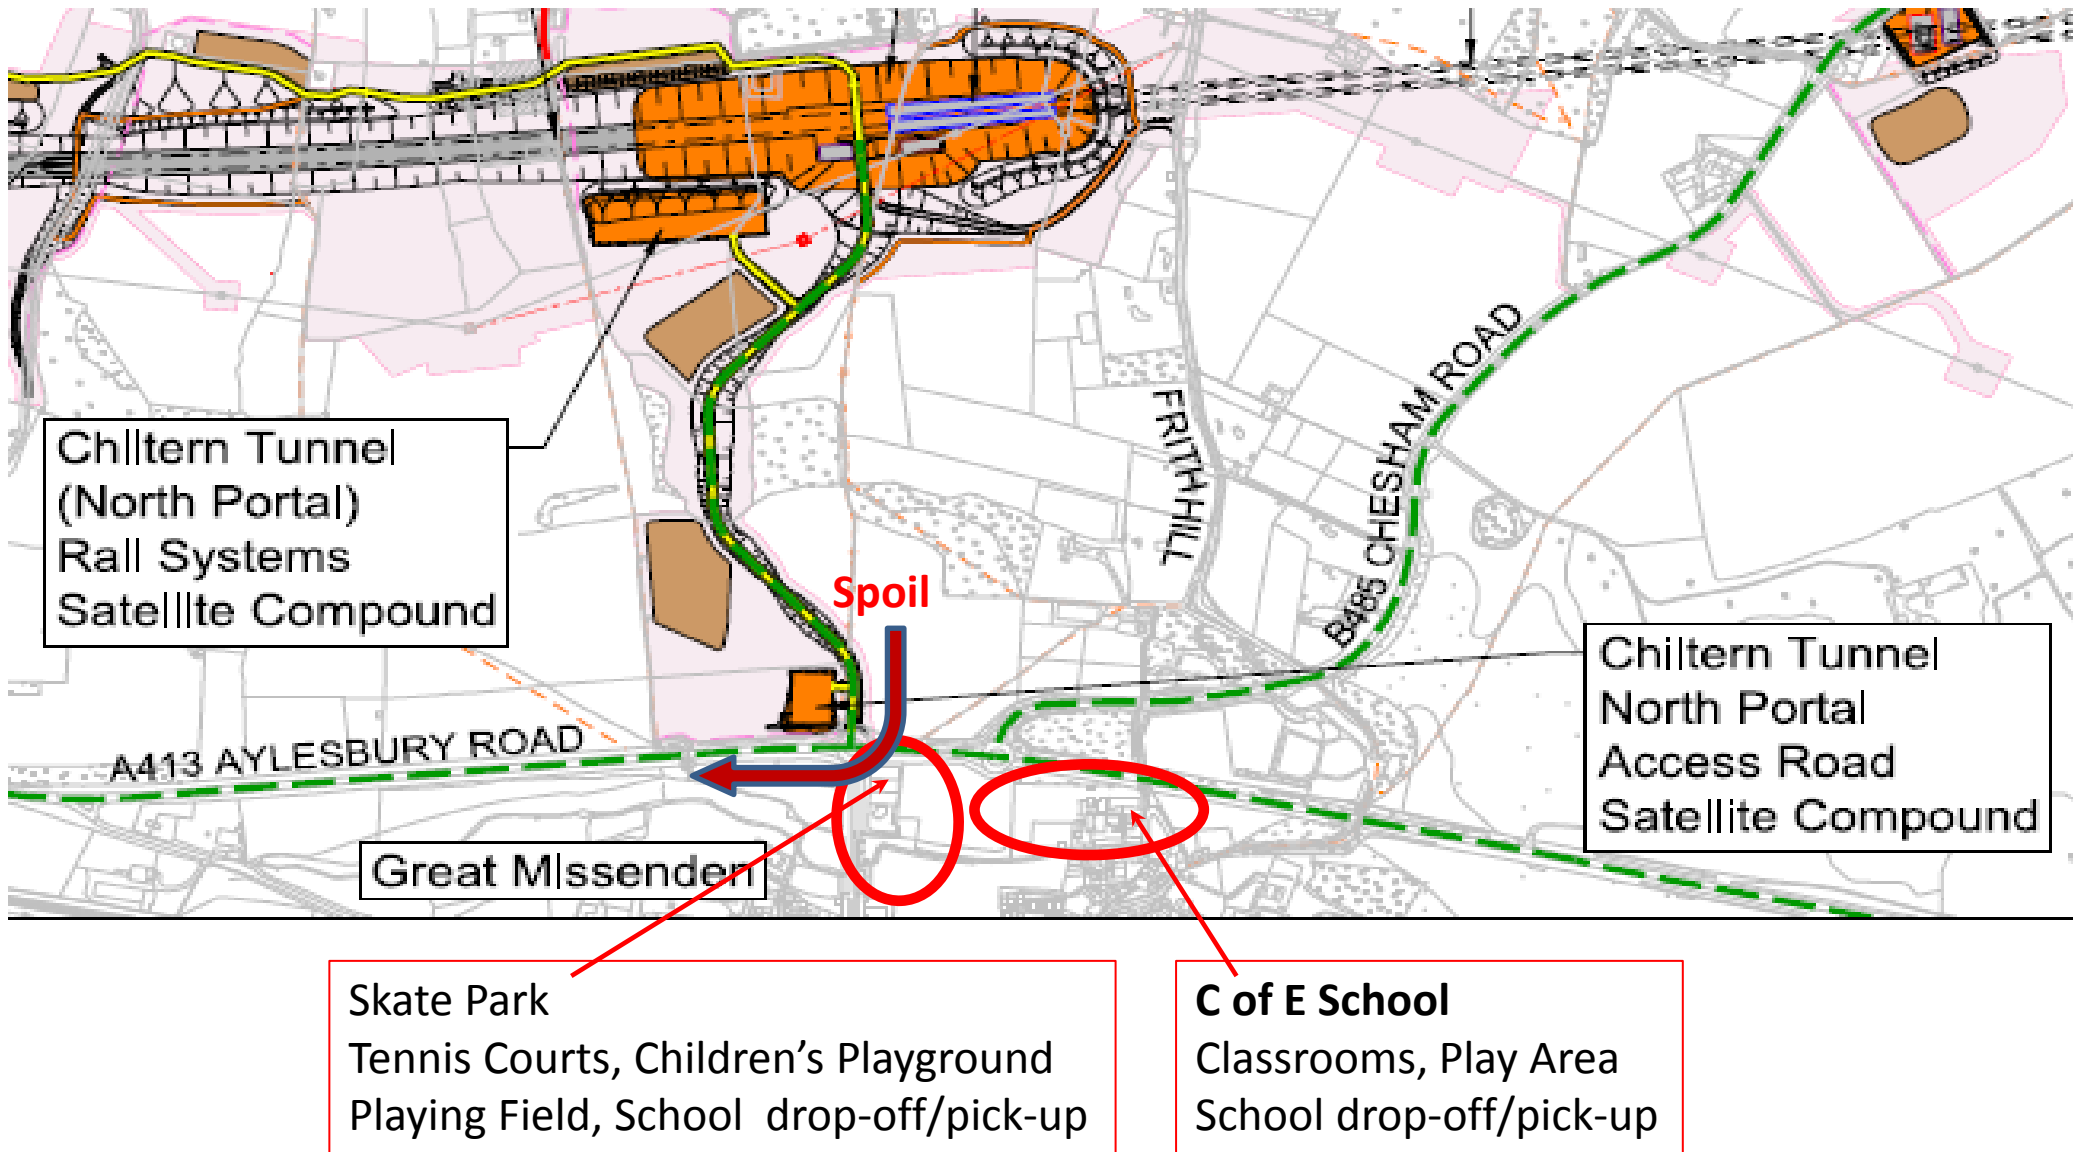 Chiltern Tunnel
(North Portal)
Rail Systems
Satellite Compound
FRITH HILL
B485 CHESHAM ROAD
Spoil
Chiltern Tunnel
North Portal
Access Road
Satellite Compound
A413 AYLESBURY ROAD
Great Missenden
Skate Park
Tennis Courts, Children’s Playground
Playing Field, School drop-off/pick-up
C of E School
Classrooms, Play Area
School drop-off/pick-up